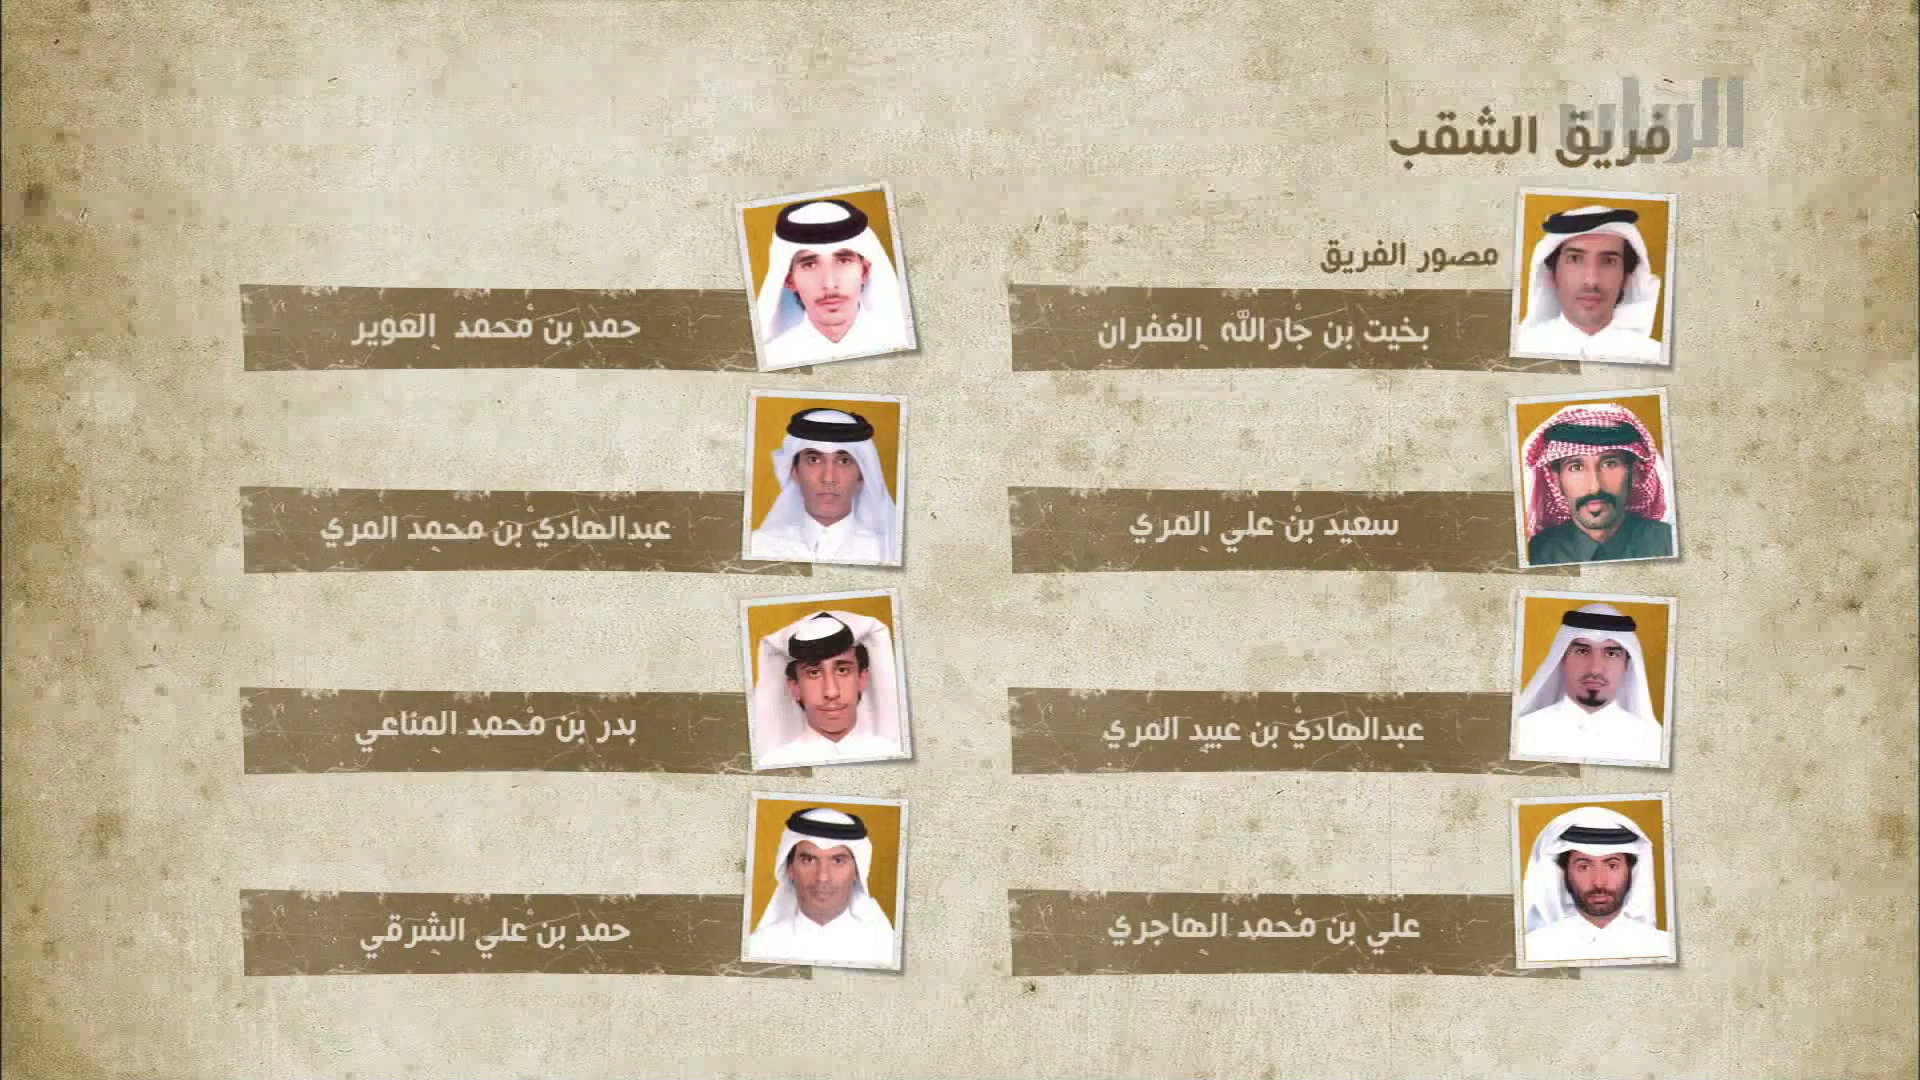 الريان
فريق الشقب
مصور الفريق
بخيت بن جارالله الغفران
حمد بن محمد العوير
سعيد بن علي المري
عبدالهادي بن محمد المري
عبدالهادي بن عبيد المري
بدر بن محمد المناعي
علي بن محمد الهاجري
حمد بن علي الشرقي